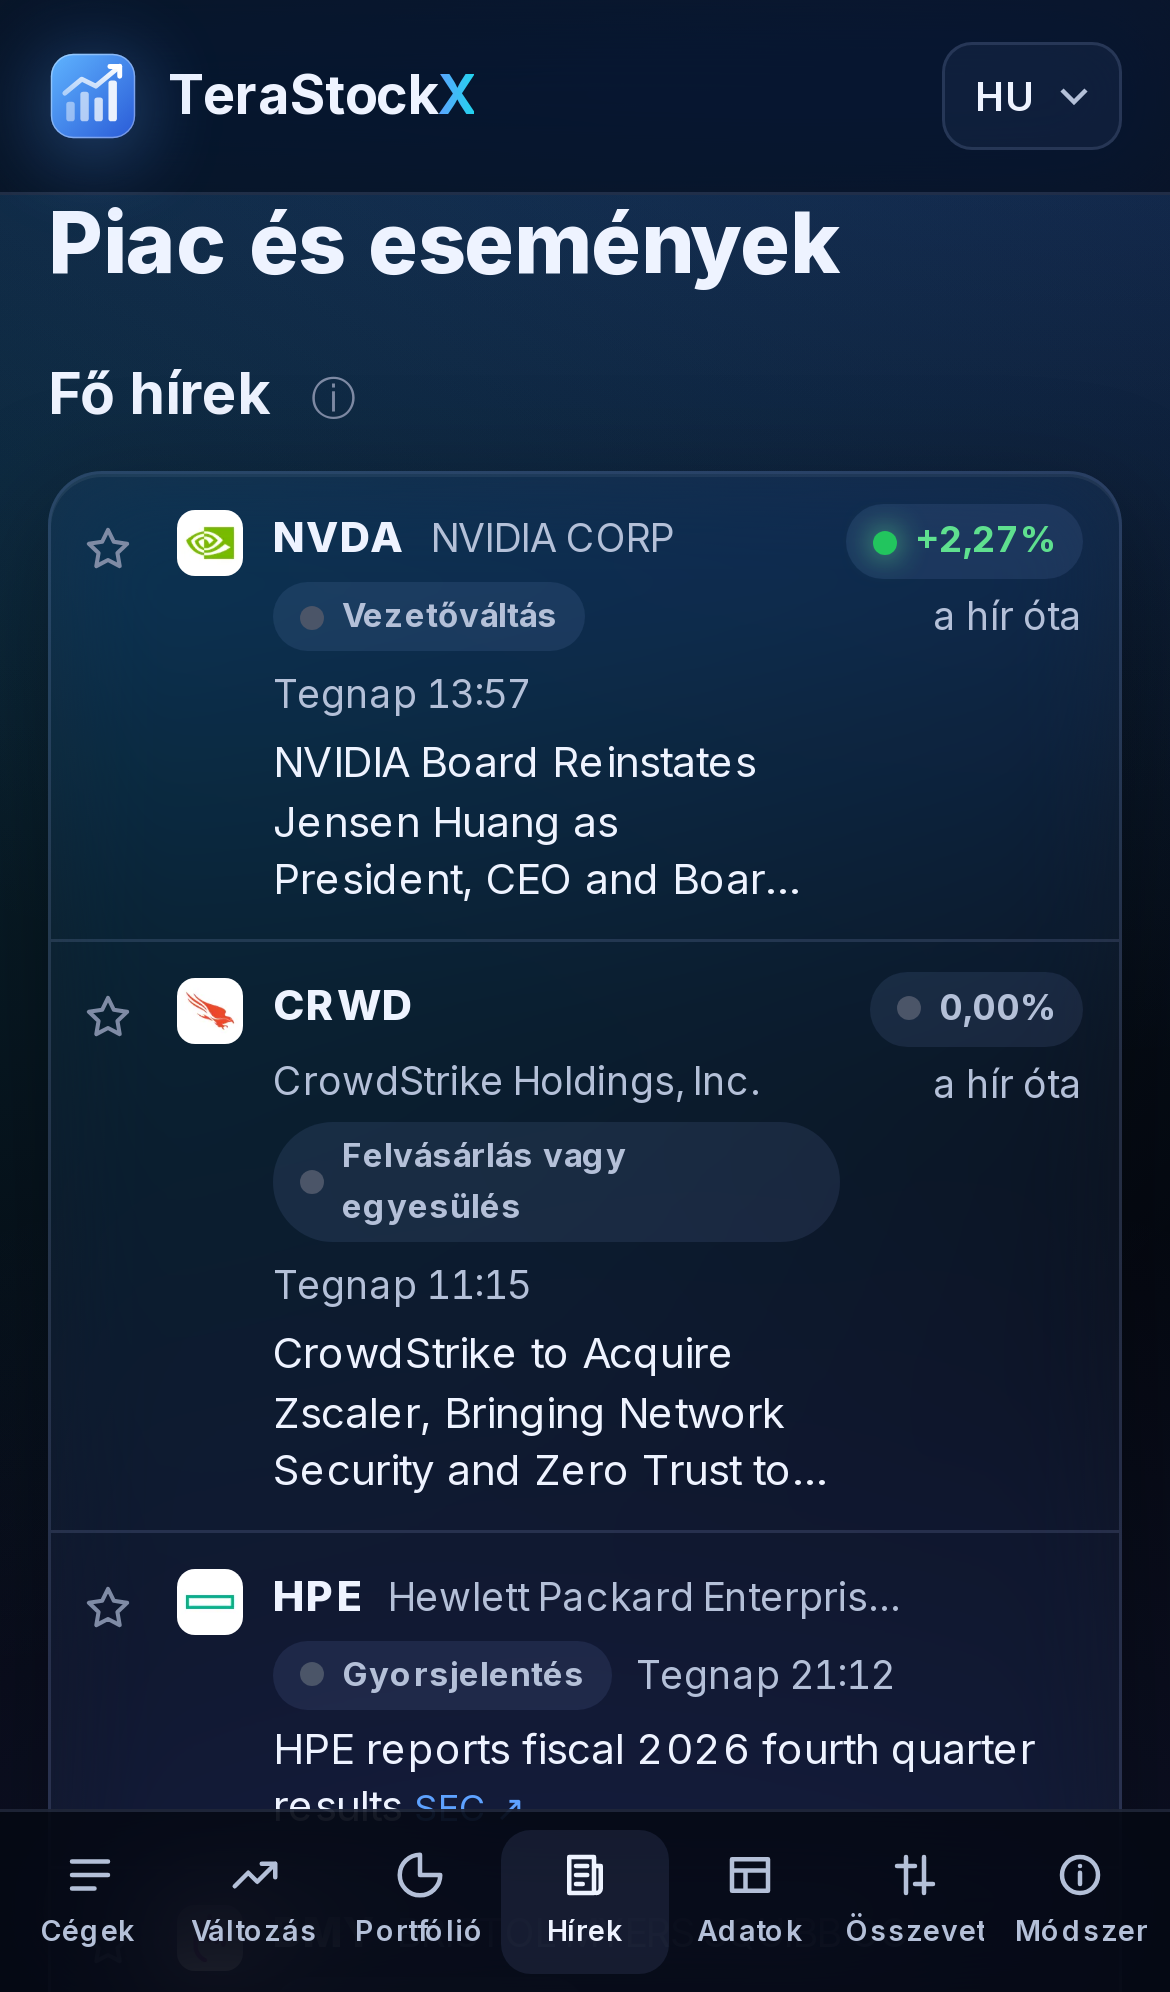 TeraStockX
HU
Piac és események
Fő hírek
NVDA NVIDIA CORP
+2,27%
Vezetőváltás
a hír óta
Tegnap 13:57
NVIDIA Board Reinstates
Jensen Huang as
President, CEO and Boar...
CRWD
0,00%
CrowdStrike Holdings, Inc.
a hír óta
Felvásárlás vagy
egyesülés
Tegnap 11:15
CrowdStrike to Acquire
Zscaler, Bringing Network
Security and Zero Trust to...
HPE Hewlett Packard Enterpris...
Gyorsjelentés Tegnap 21:12
HPE reports fiscal 2026 fourth quarter
results SEC ↗
Cégek Változás Portfólió Hírek Adatok Összevet Módszer